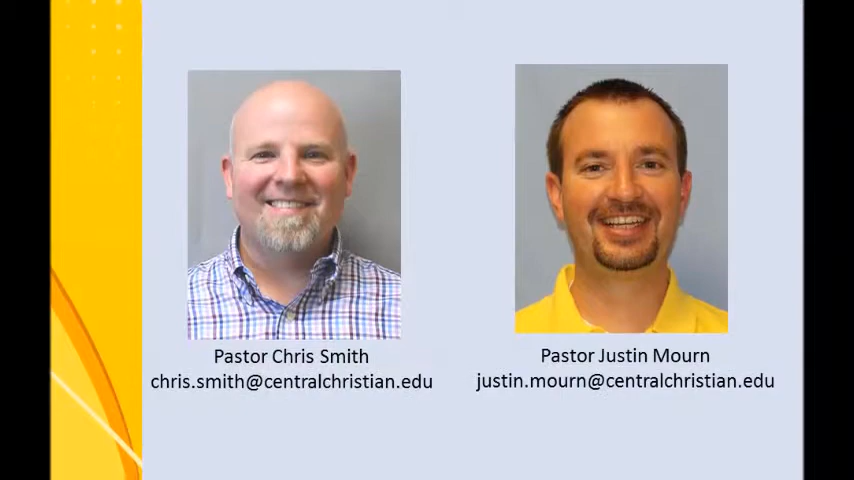 Pastor Chris Smith
chris.smith@centralchristian.edu
Pastor Justin Mourn
justin.mourn@centralchristian.edu